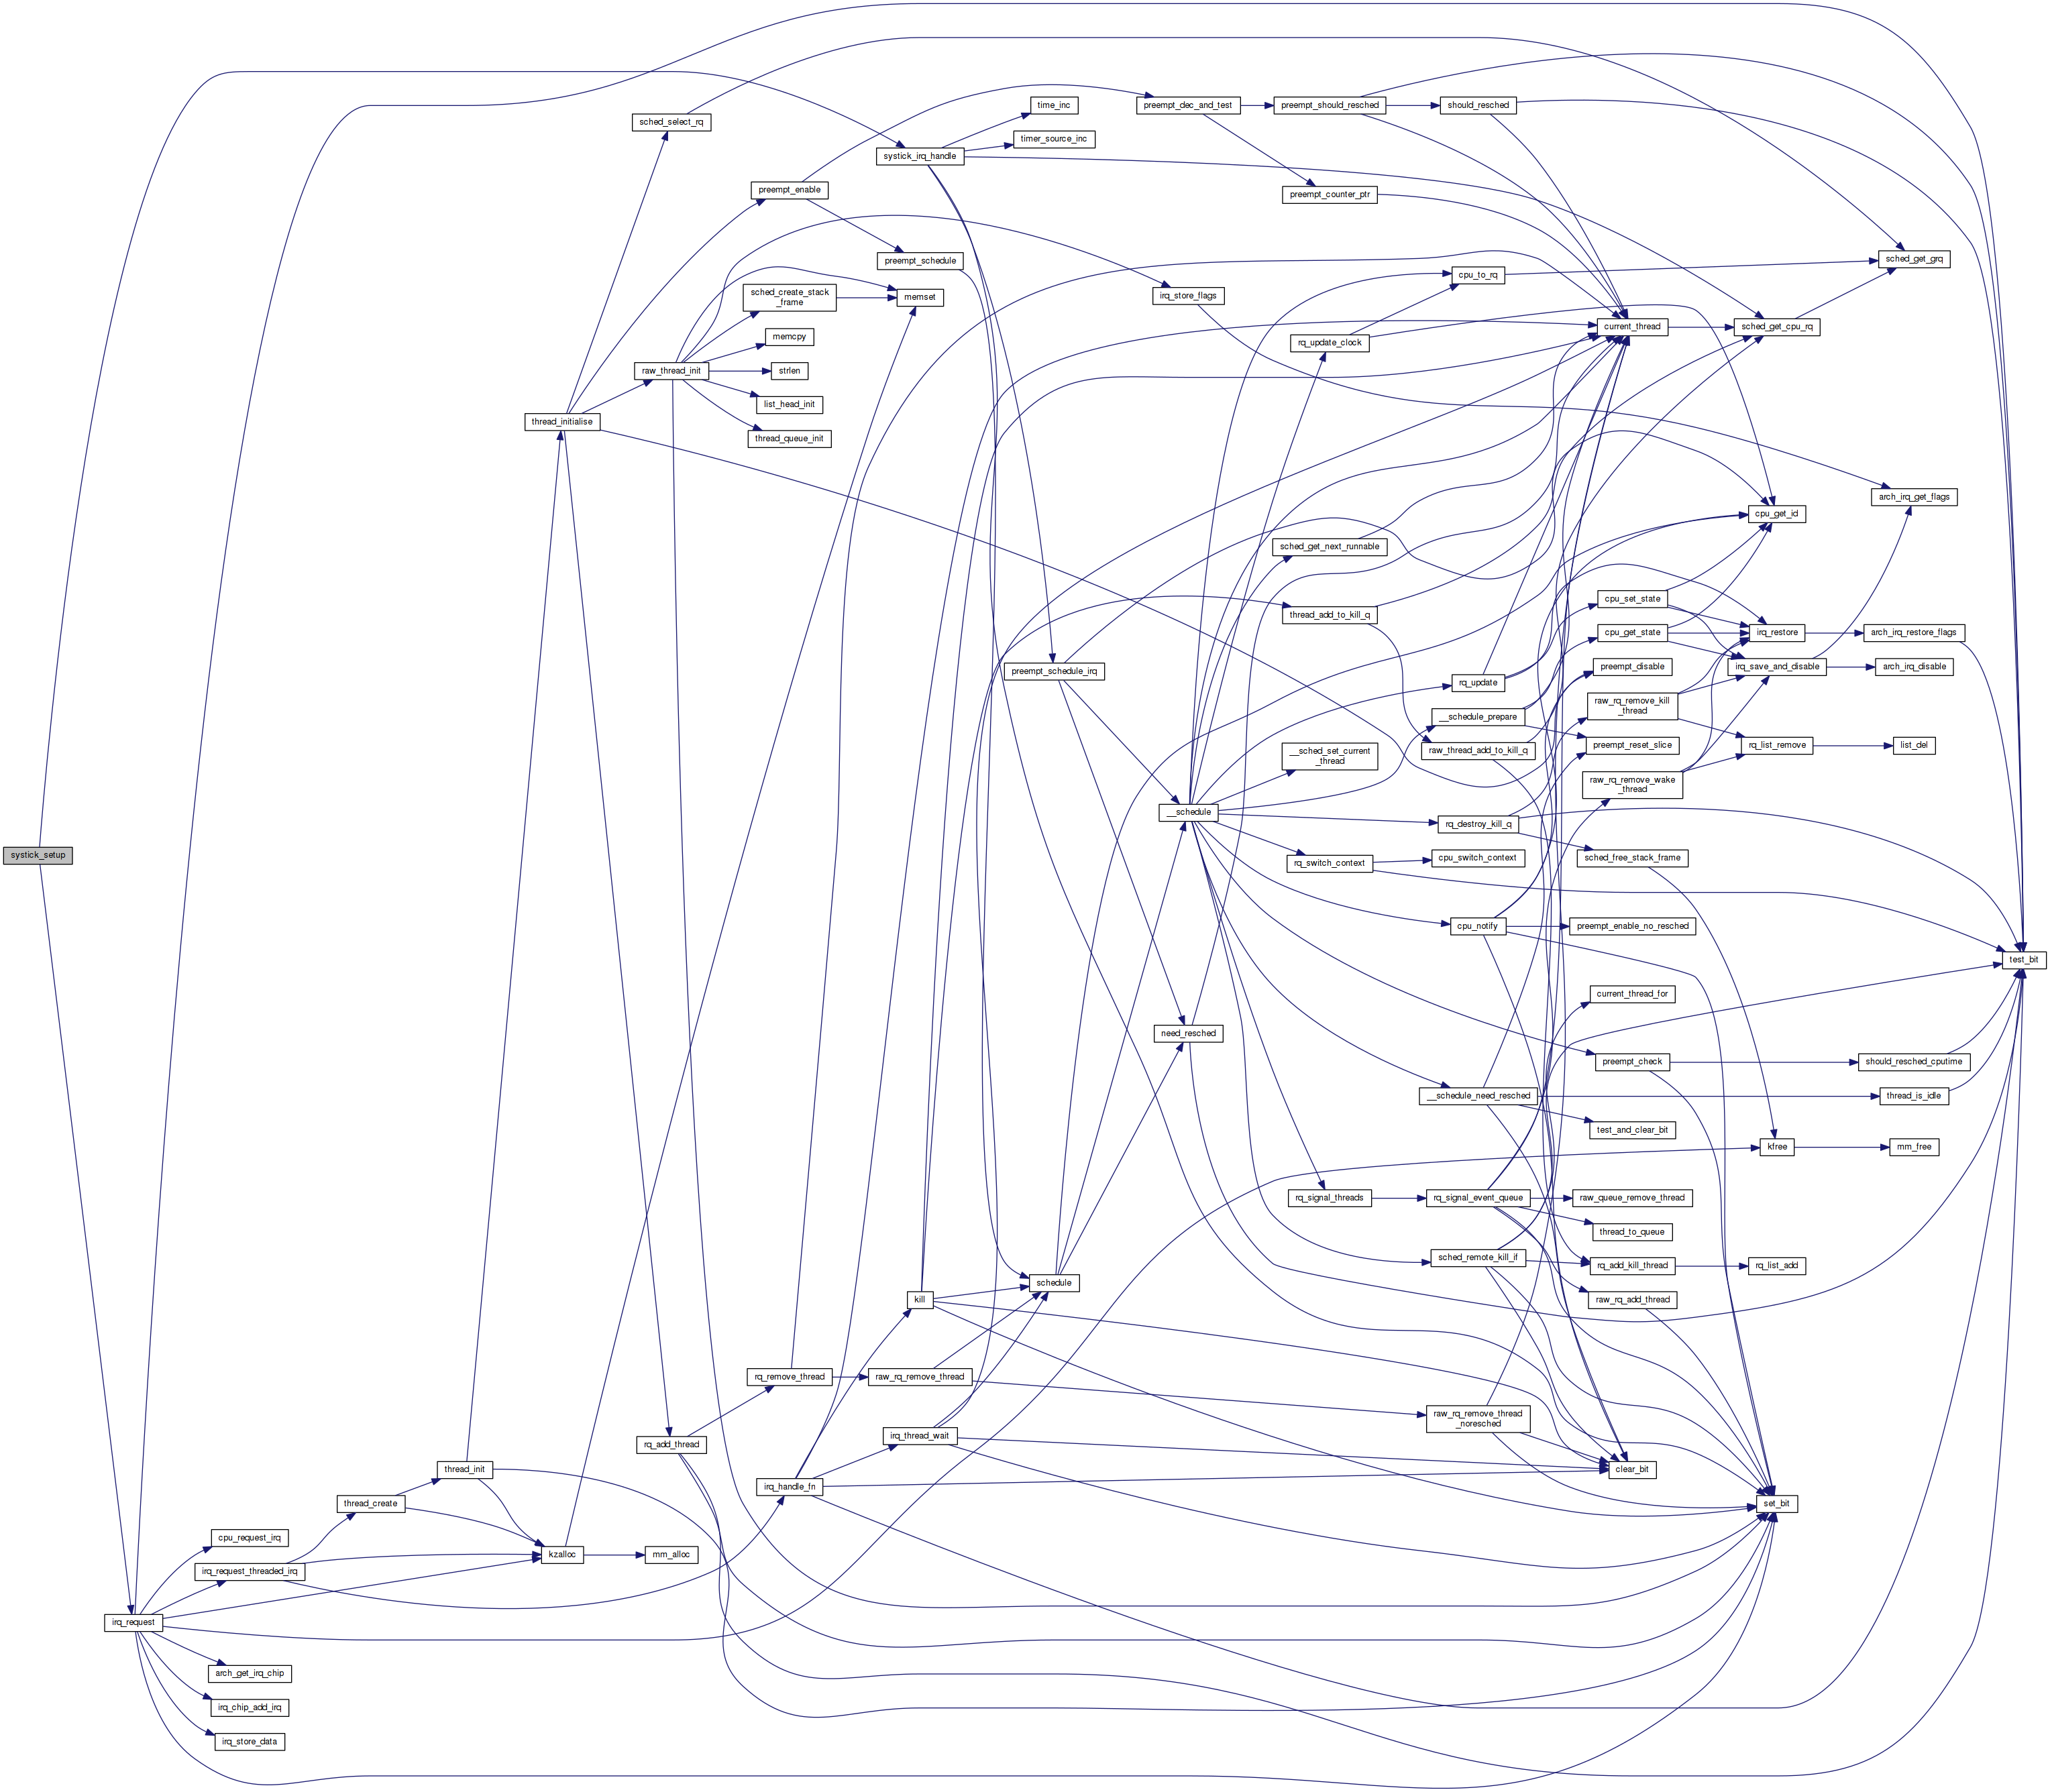 systick_setup
irq_request
cpu_request_irq
irq_request_threaded_irq
arch_get_irq_chip
irq_chip_add_irq
irq_store_data
thread_create
thread_init
thread_initialise
kzalloc
sched_select_rq
raw_thread_init
rq_add_thread
mm_alloc
preempt_enable
sched_create_stack
_frame
memcpy
strlen
list_head_init
thread_queue_init
rq_remove_thread
irq_handle_fn
systick_irq_handle
preempt_schedule
memset
kill
raw_rq_remove_thread
irq_thread_wait
time_inc
timer_source_inc
preempt_schedule_irq
schedule
preempt_dec_and_test
irq_store_flags
__schedule
need_resched
preempt_should_resched
preempt_counter_ptr
rq_update_clock
sched_get_next_runnable
thread_add_to_kill_q
__sched_set_current
_thread
rq_switch_context
rq_signal_threads
should_resched
cpu_to_rq
rq_update
__schedule_prepare
raw_thread_add_to_kill_q
rq_destroy_kill_q
cpu_switch_context
cpu_notify
__schedule_need_resched
rq_signal_event_queue
sched_remote_kill_if
raw_rq_remove_thread
_noresched
current_thread
cpu_set_state
cpu_get_state
preempt_disable
raw_rq_remove_kill
_thread
preempt_reset_slice
raw_rq_remove_wake
_thread
sched_free_stack_frame
preempt_enable_no_resched
current_thread_for
preempt_check
test_and_clear_bit
raw_queue_remove_thread
thread_to_queue
rq_add_kill_thread
raw_rq_add_thread
clear_bit
sched_get_cpu_rq
cpu_get_id
irq_restore
irq_save_and_disable
rq_list_remove
kfree
rq_list_add
set_bit
sched_get_grq
arch_irq_get_flags
arch_irq_restore_flags
arch_irq_disable
list_del
should_resched_cputime
thread_is_idle
mm_free
test_bit